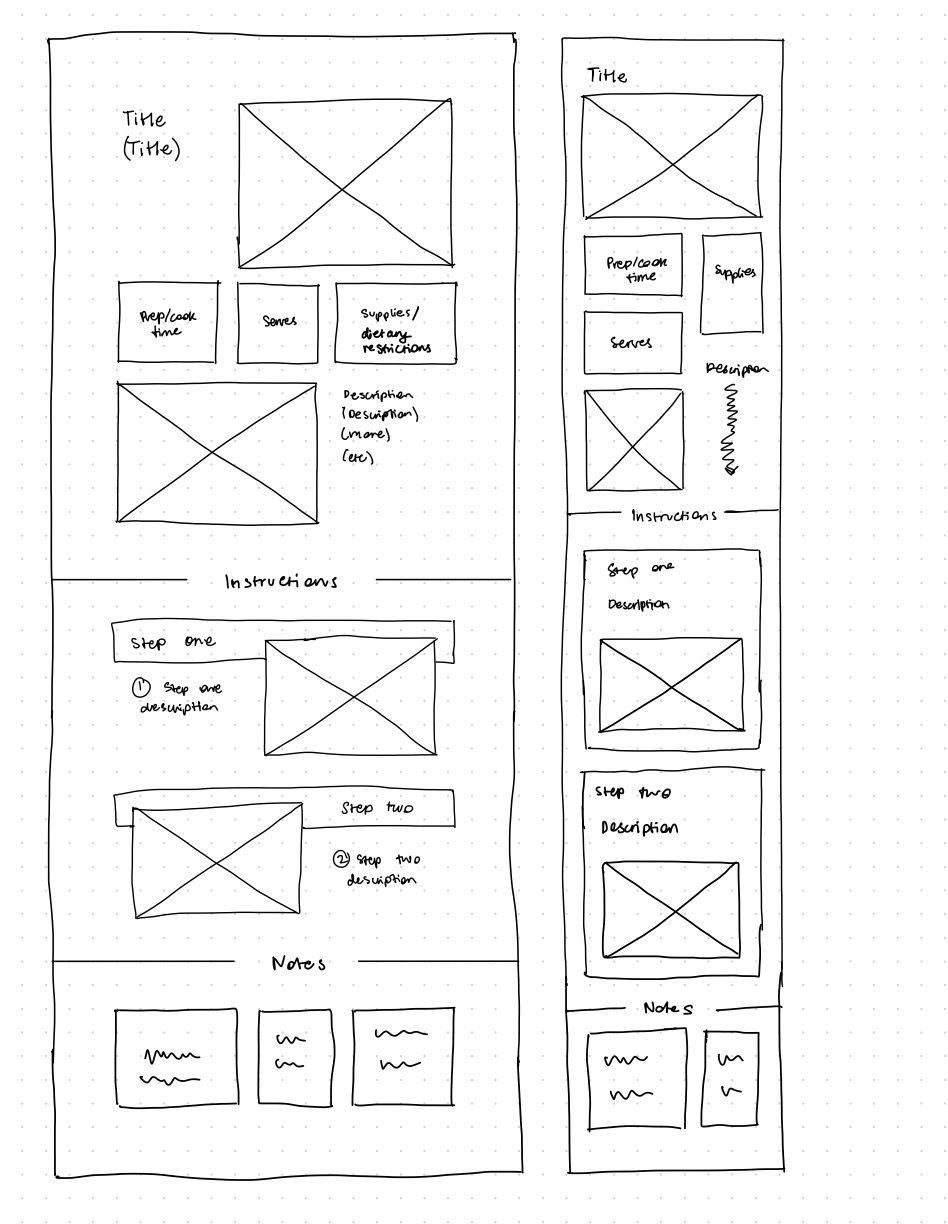 Title
(Title)
Prep/cook
time
Serves
Supplies/
dietary
restrictions
Description
(Description)
(more)
(etc)
Instructions
Step one
1 Step one
description
Step two
2 Step two
description
Notes
Title
Prep/cook
time
Supplies
Serves
Description
Instructions
Step one
Description
Step two
Description
Notes